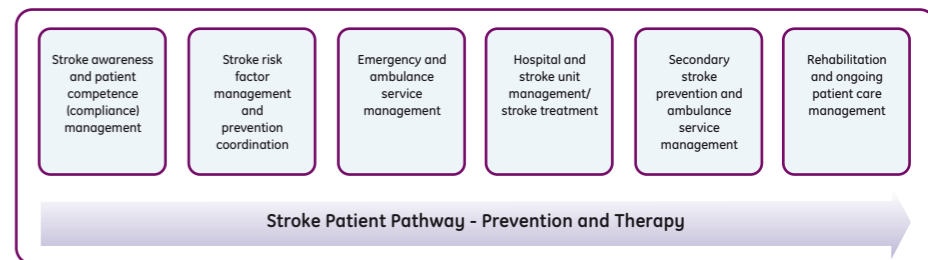 Stroke awareness
and patient
competence
(compliance)
management
Stroke risk
factor
management
and
prevention
coordination
Emergency and
ambulance
service
management
Hospital and
stroke unit
management/
stroke treatment
Secondary
stroke
prevention and
ambulance
service
management
Rehabilitation
and ongoing
patient care
management
Stroke Patient Pathway - Prevention and Therapy